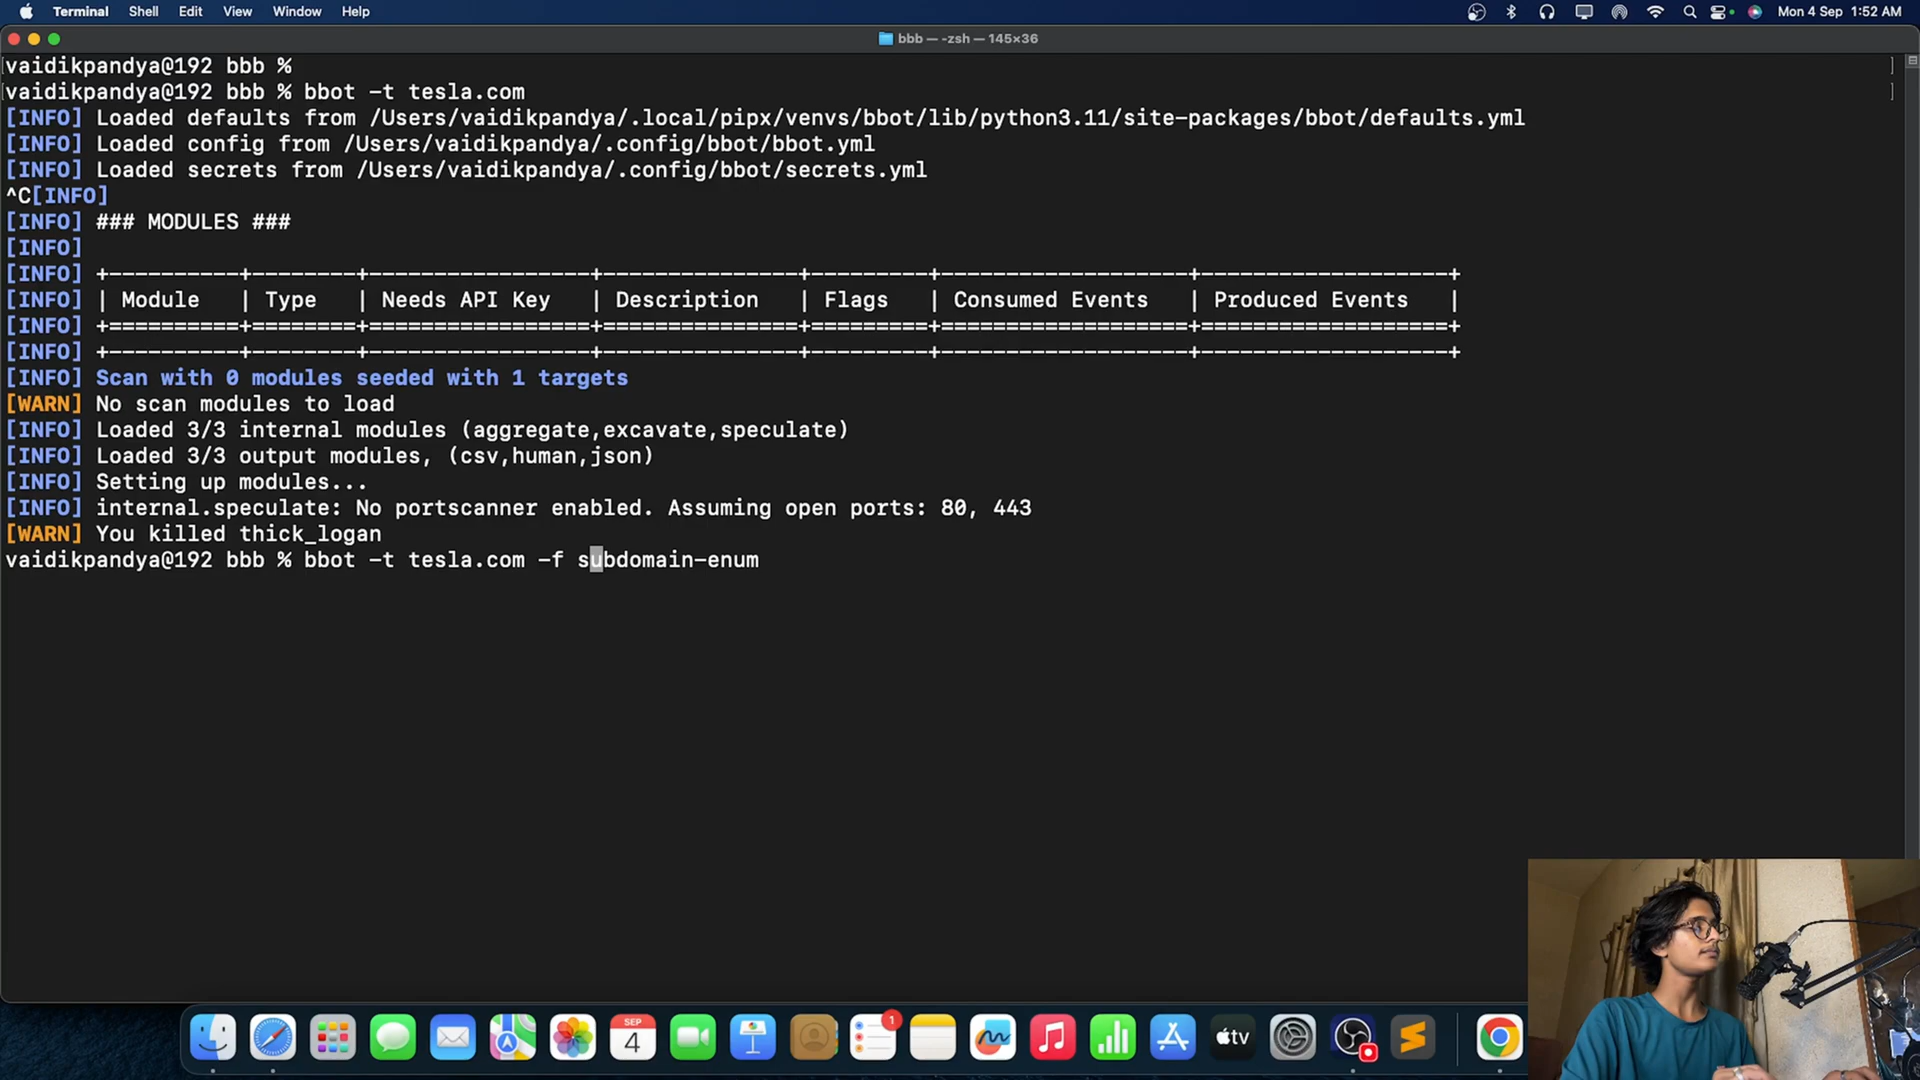 Terminal Shell Edit View Window Help Mon 4 Sep 1:52 AM
bbb — -zsh — 145×36
vaidikpandya@192 bbb %
vaidikpandya@192 bbb % bbot -t tesla.com
[INFO] Loaded defaults from /Users/vaidikpandya/.local/pipx/venvs/bbot/lib/python3.11/site-packages/bbot/defaults.yml
[INFO] Loaded config from /Users/vaidikpandya/.config/bbot/bbot.yml
[INFO] Loaded secrets from /Users/vaidikpandya/.config/bbot/secrets.yml
^C[INFO]
[INFO] ### MODULES ###
[INFO]
[INFO] +----------+--------+-----------------+---------------+---------+-------------------+-------------------+
[INFO] | Module   | Type   | Needs API Key   | Description   | Flags   | Consumed Events   | Produced Events   |
[INFO] +==========+========+=================+===============+=========+===================+===================+
[INFO] +----------+--------+-----------------+---------------+---------+-------------------+-------------------+
[INFO] Scan with 0 modules seeded with 1 targets
[WARN] No scan modules to load
[INFO] Loaded 3/3 internal modules (aggregate,excavate,speculate)
[INFO] Loaded 3/3 output modules, (csv,human,json)
[INFO] Setting up modules...
[INFO] internal.speculate: No portscanner enabled. Assuming open ports: 80, 443
[WARN] You killed thick_logan
vaidikpandya@192 bbb % bbot -t tesla.com -f subdomain-enum
SEP
4
1
tv